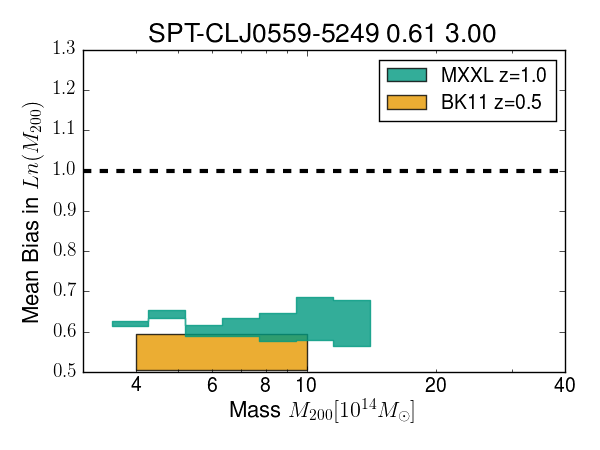 SPT-CLJ0559-5249 0.61 3.00
MXXL z=1.0
BK11 z=0.5
Mean Bias in Ln(M₂₀₀)
1.3
1.2
1.1
1.0
0.9
0.8
0.7
0.6
0.5
4 6 8 10 20 40
Mass M₂₀₀[10¹⁴M⊙]